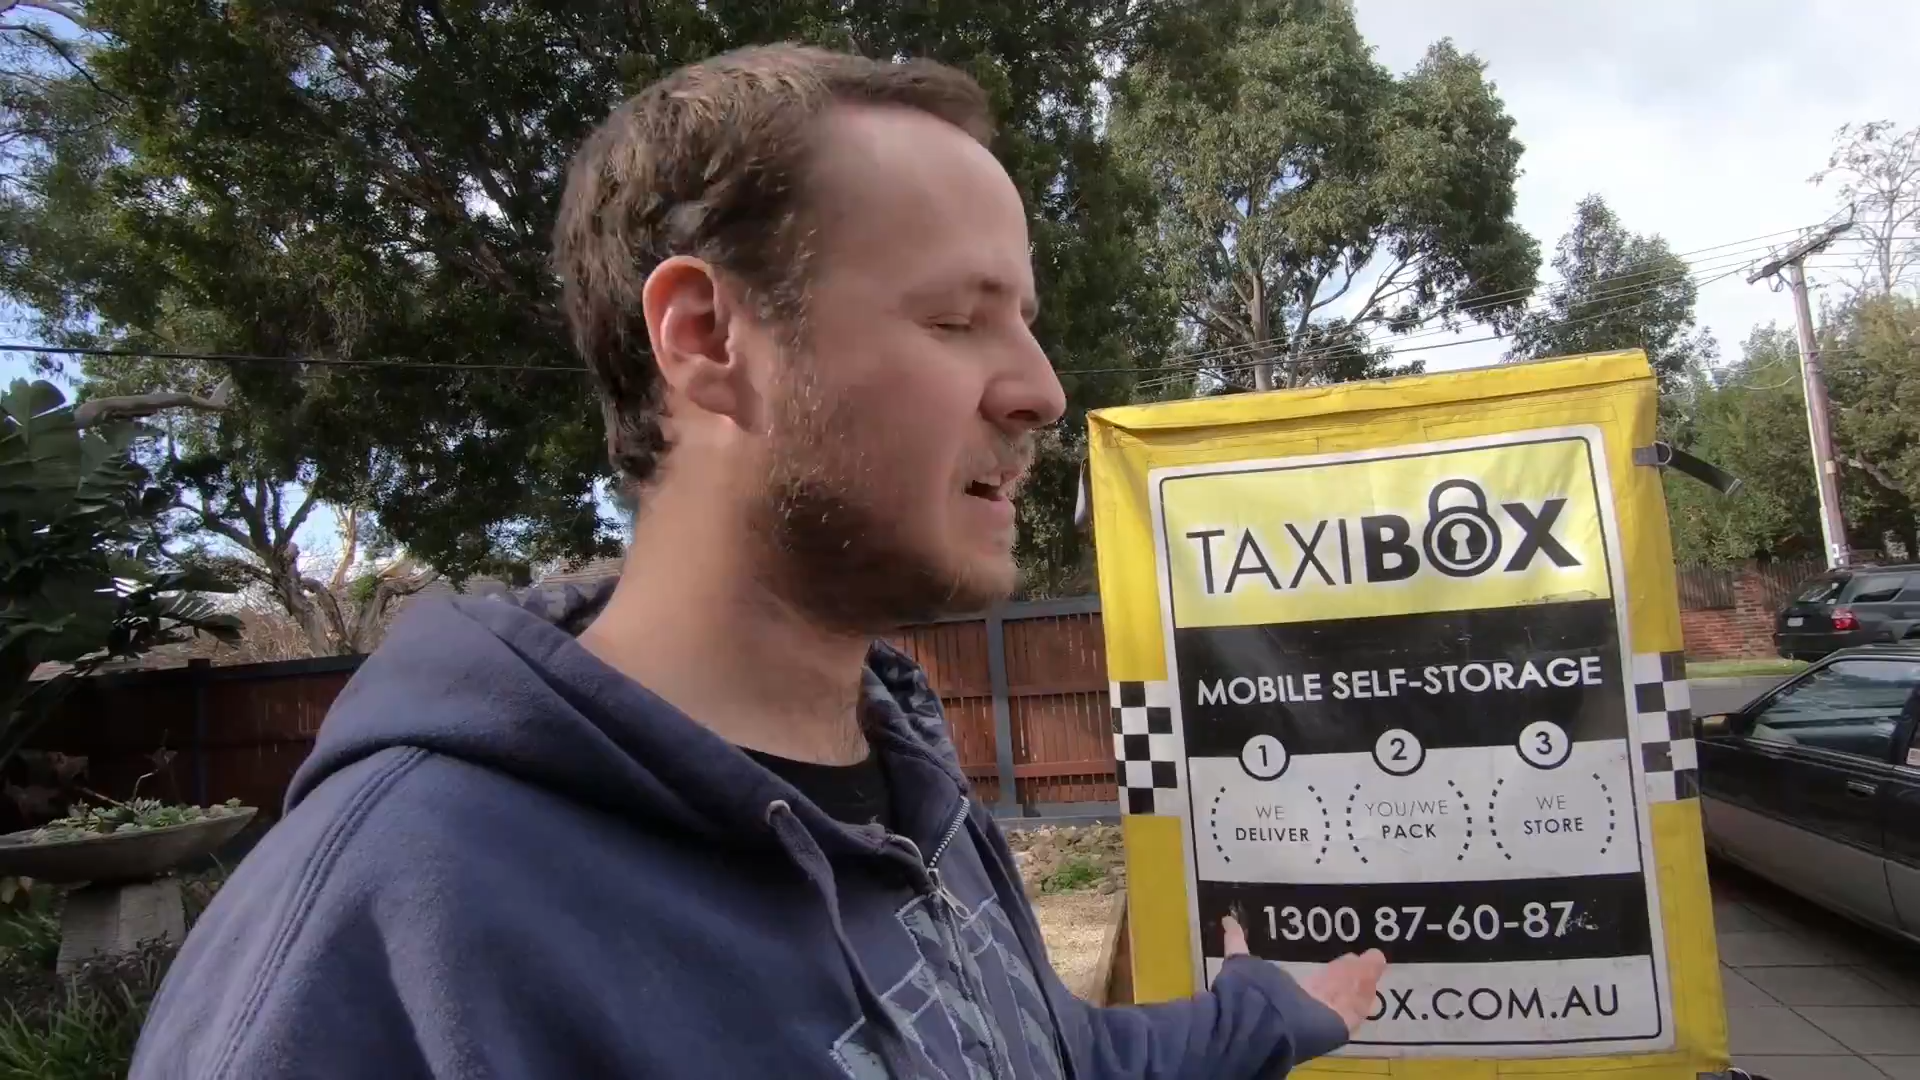 TAXIBOX
MOBILE SELF-STORAGE
1 2 3
WE DELIVER
YOU/WE PACK
WE STORE
1300 87-60-87
OX.COM.AU